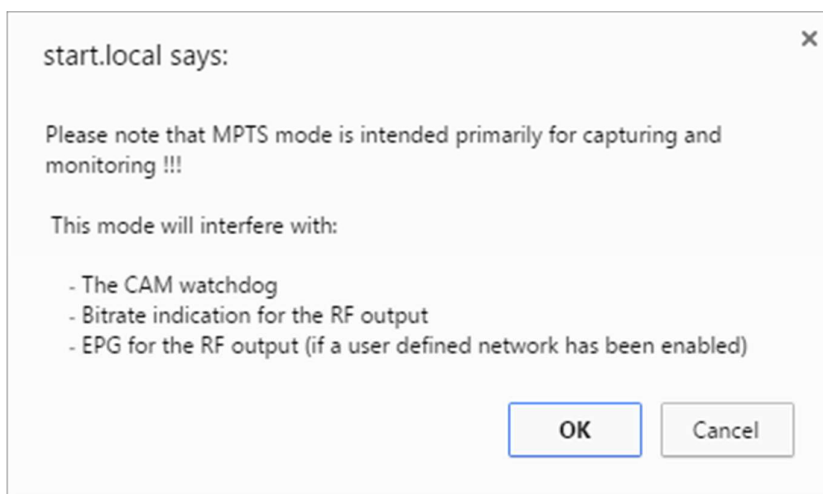 start.local says:
Please note that MPTS mode is intended primarily for capturing and
monitoring !!!
This mode will interfere with:
- The CAM watchdog
- Bitrate indication for the RF output
- EPG for the RF output (if a user defined network has been enabled)
OK
Cancel